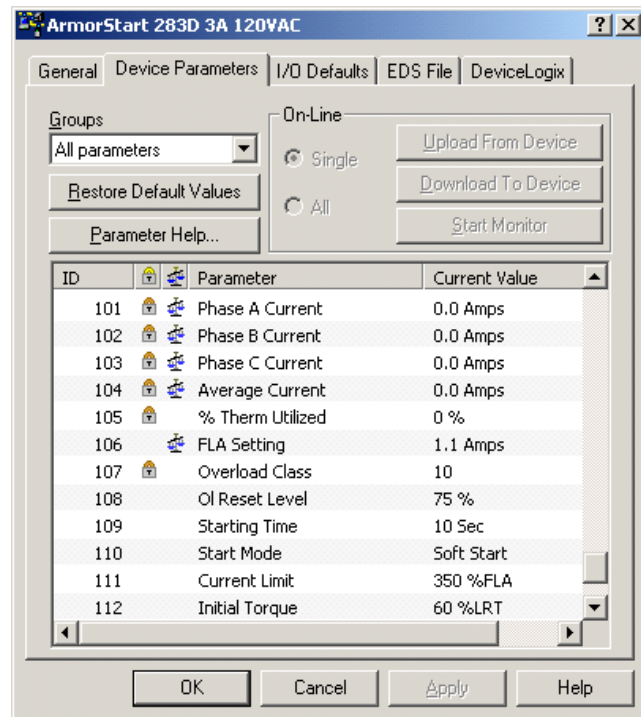 ArmorStart 283D 3A 120VAC
General Device Parameters I/O Defaults EDS File DeviceLogix
Groups
All parameters
Restore Default Values
Parameter Help...
On-Line
Single
All
Upload From Device
Download To Device
Start Monitor
ID Parameter Current Value
101 Phase A Current 0.0 Amps
102 Phase B Current 0.0 Amps
103 Phase C Current 0.0 Amps
104 Average Current 0.0 Amps
105 % Therm Utilized 0 %
106 FLA Setting 1.1 Amps
107 Overload Class 10
108 Ol Reset Level 75 %
109 Starting Time 10 Sec
110 Start Mode Soft Start
111 Current Limit 350 %FLA
112 Initial Torque 60 %LRT
OK Cancel Apply Help